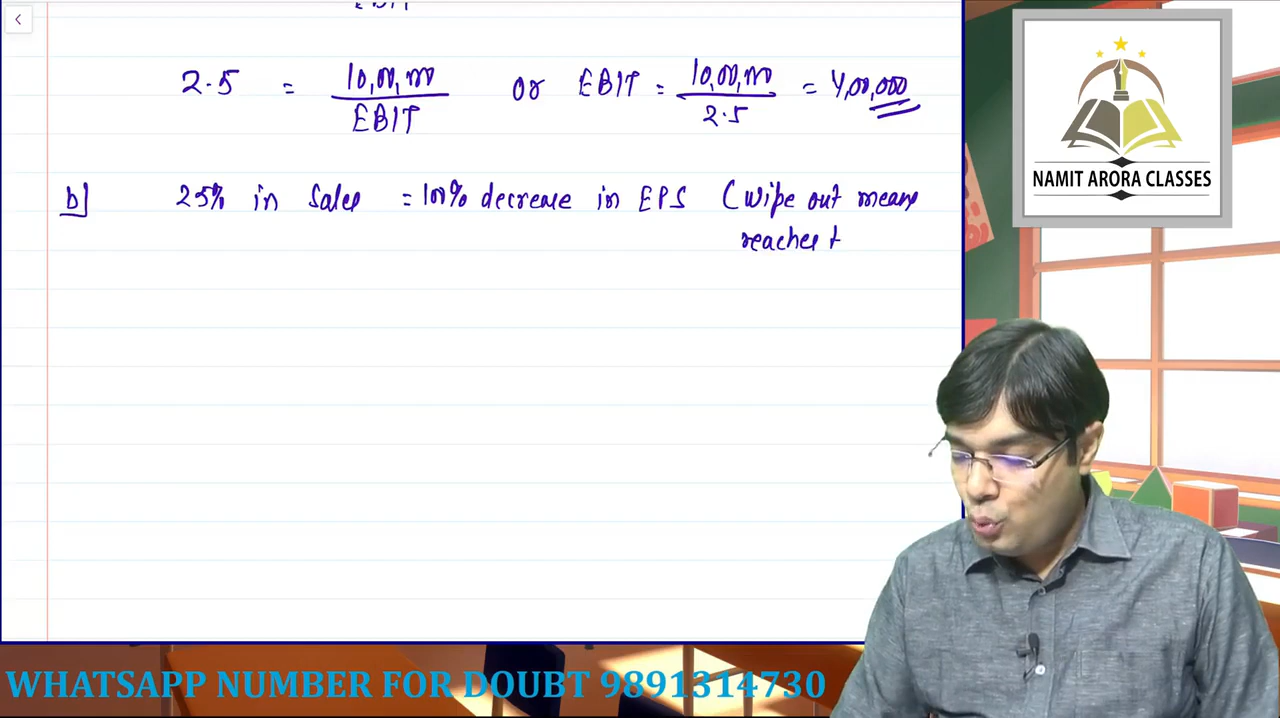 EBIT
2.5 = 10,00,000 / EBIT or EBIT = 10,00,000 / 2.5 = 4,00,000
b] 25% in Sales = 100% decrease in EPS (Wipe out means
reaches t
NAMIT ARORA CLASSES
WHATSAPP NUMBER FOR DOUBT 9891314730